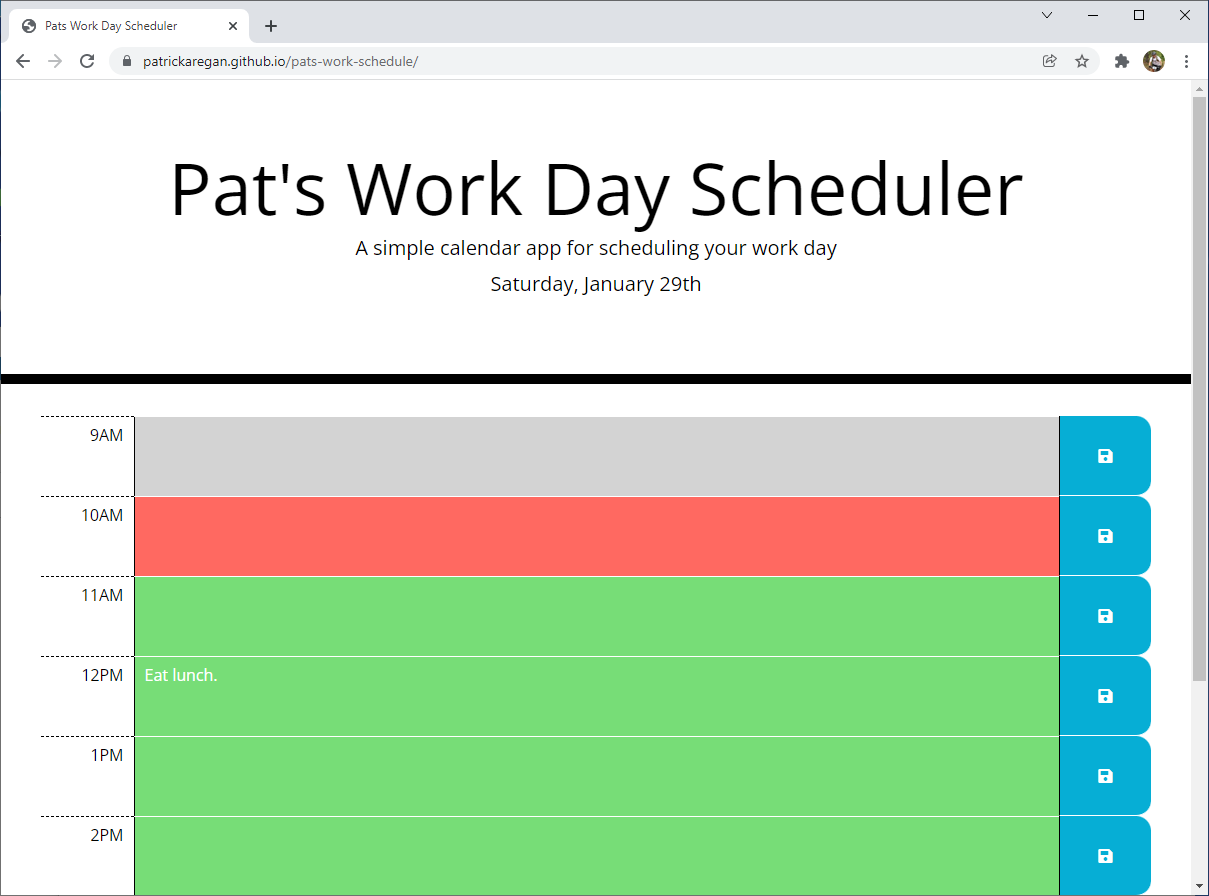 Pats Work Day Scheduler
patrickaregan.github.io/pats-work-schedule/
Pat's Work Day Scheduler
A simple calendar app for scheduling your work day
Saturday, January 29th
9AM
10AM
11AM
12PM Eat lunch.
1PM
2PM